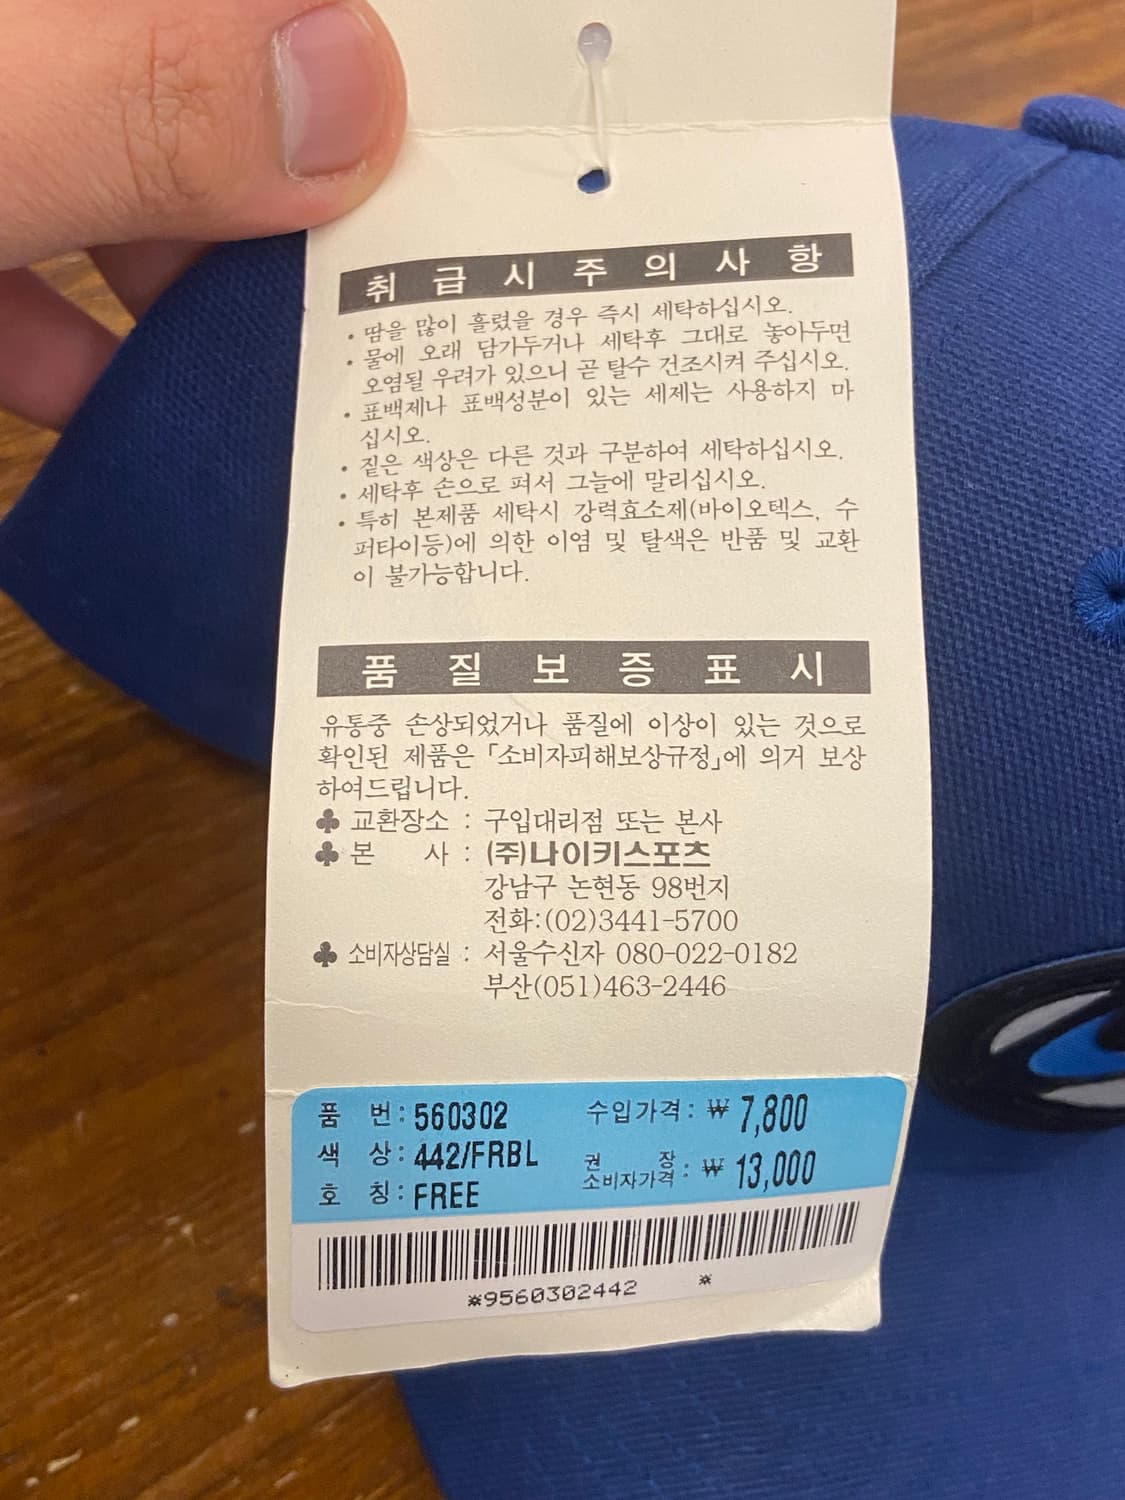 취급시주의사항
• 땀을 많이 흘렸을 경우 즉시 세탁하십시오.
• 물에 오래 담가두거나 세탁후 그대로 놓아두면
오염될 우려가 있으니 곧 탈수 건조시켜 주십시오.
• 표백제나 표백성분이 있는 세제는 사용하지 마
십시오.
• 짙은 색상은 다른 것과 구분하여 세탁하십시오.
• 세탁후 손으로 펴서 그늘에 말리십시오.
• 특히 본제품 세탁시 강력효소제(바이오텍스, 수
퍼타이등)에 의한 이염 및 탈색은 반품 및 교환
이 불가능합니다.
품질보증표시
유통중 손상되었거나 품질에 이상이 있는 것으로
확인된 제품은 「소비자피해보상규정」에 의거 보상
하여드립니다.
♣ 교환장소 : 구입대리점 또는 본사
♣ 본 사 : (주)나이키스포츠
강남구 논현동 98번지
전화:(02)3441-5700
♣ 소비자상담실 : 서울수신자 080-022-0182
부산(051)463-2446
품 번: 560302 수입가격: ₩ 7,800
색 상: 442/FRBL 권 장 소비자가격: ₩ 13,000
호 칭: FREE
*9560302442 *